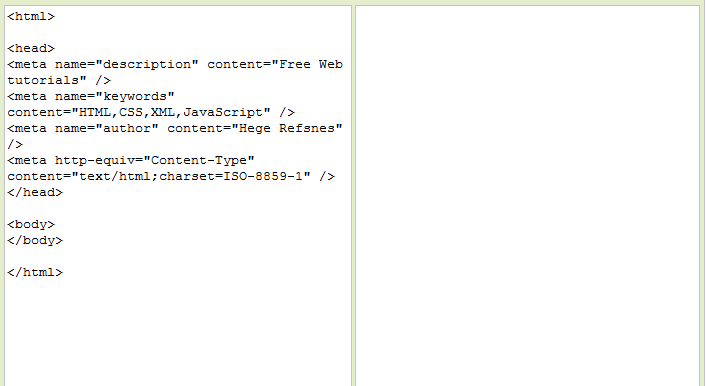 <html>
<head>
<meta name="description" content="Free Web
tutorials" />
<meta name="keywords"
content="HTML,CSS,XML,JavaScript" />
<meta name="author" content="Hege Refsnes"
/>
<meta http-equiv="Content-Type"
content="text/html;charset=ISO-8859-1" />
</head>
<body>
</body>
</html>